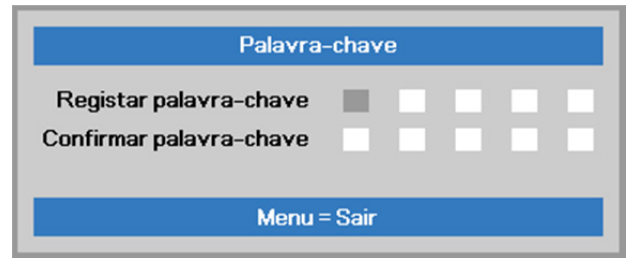 Palavra-chave
Registar palavra-chave
Confirmar palavra-chave
Menu = Sair